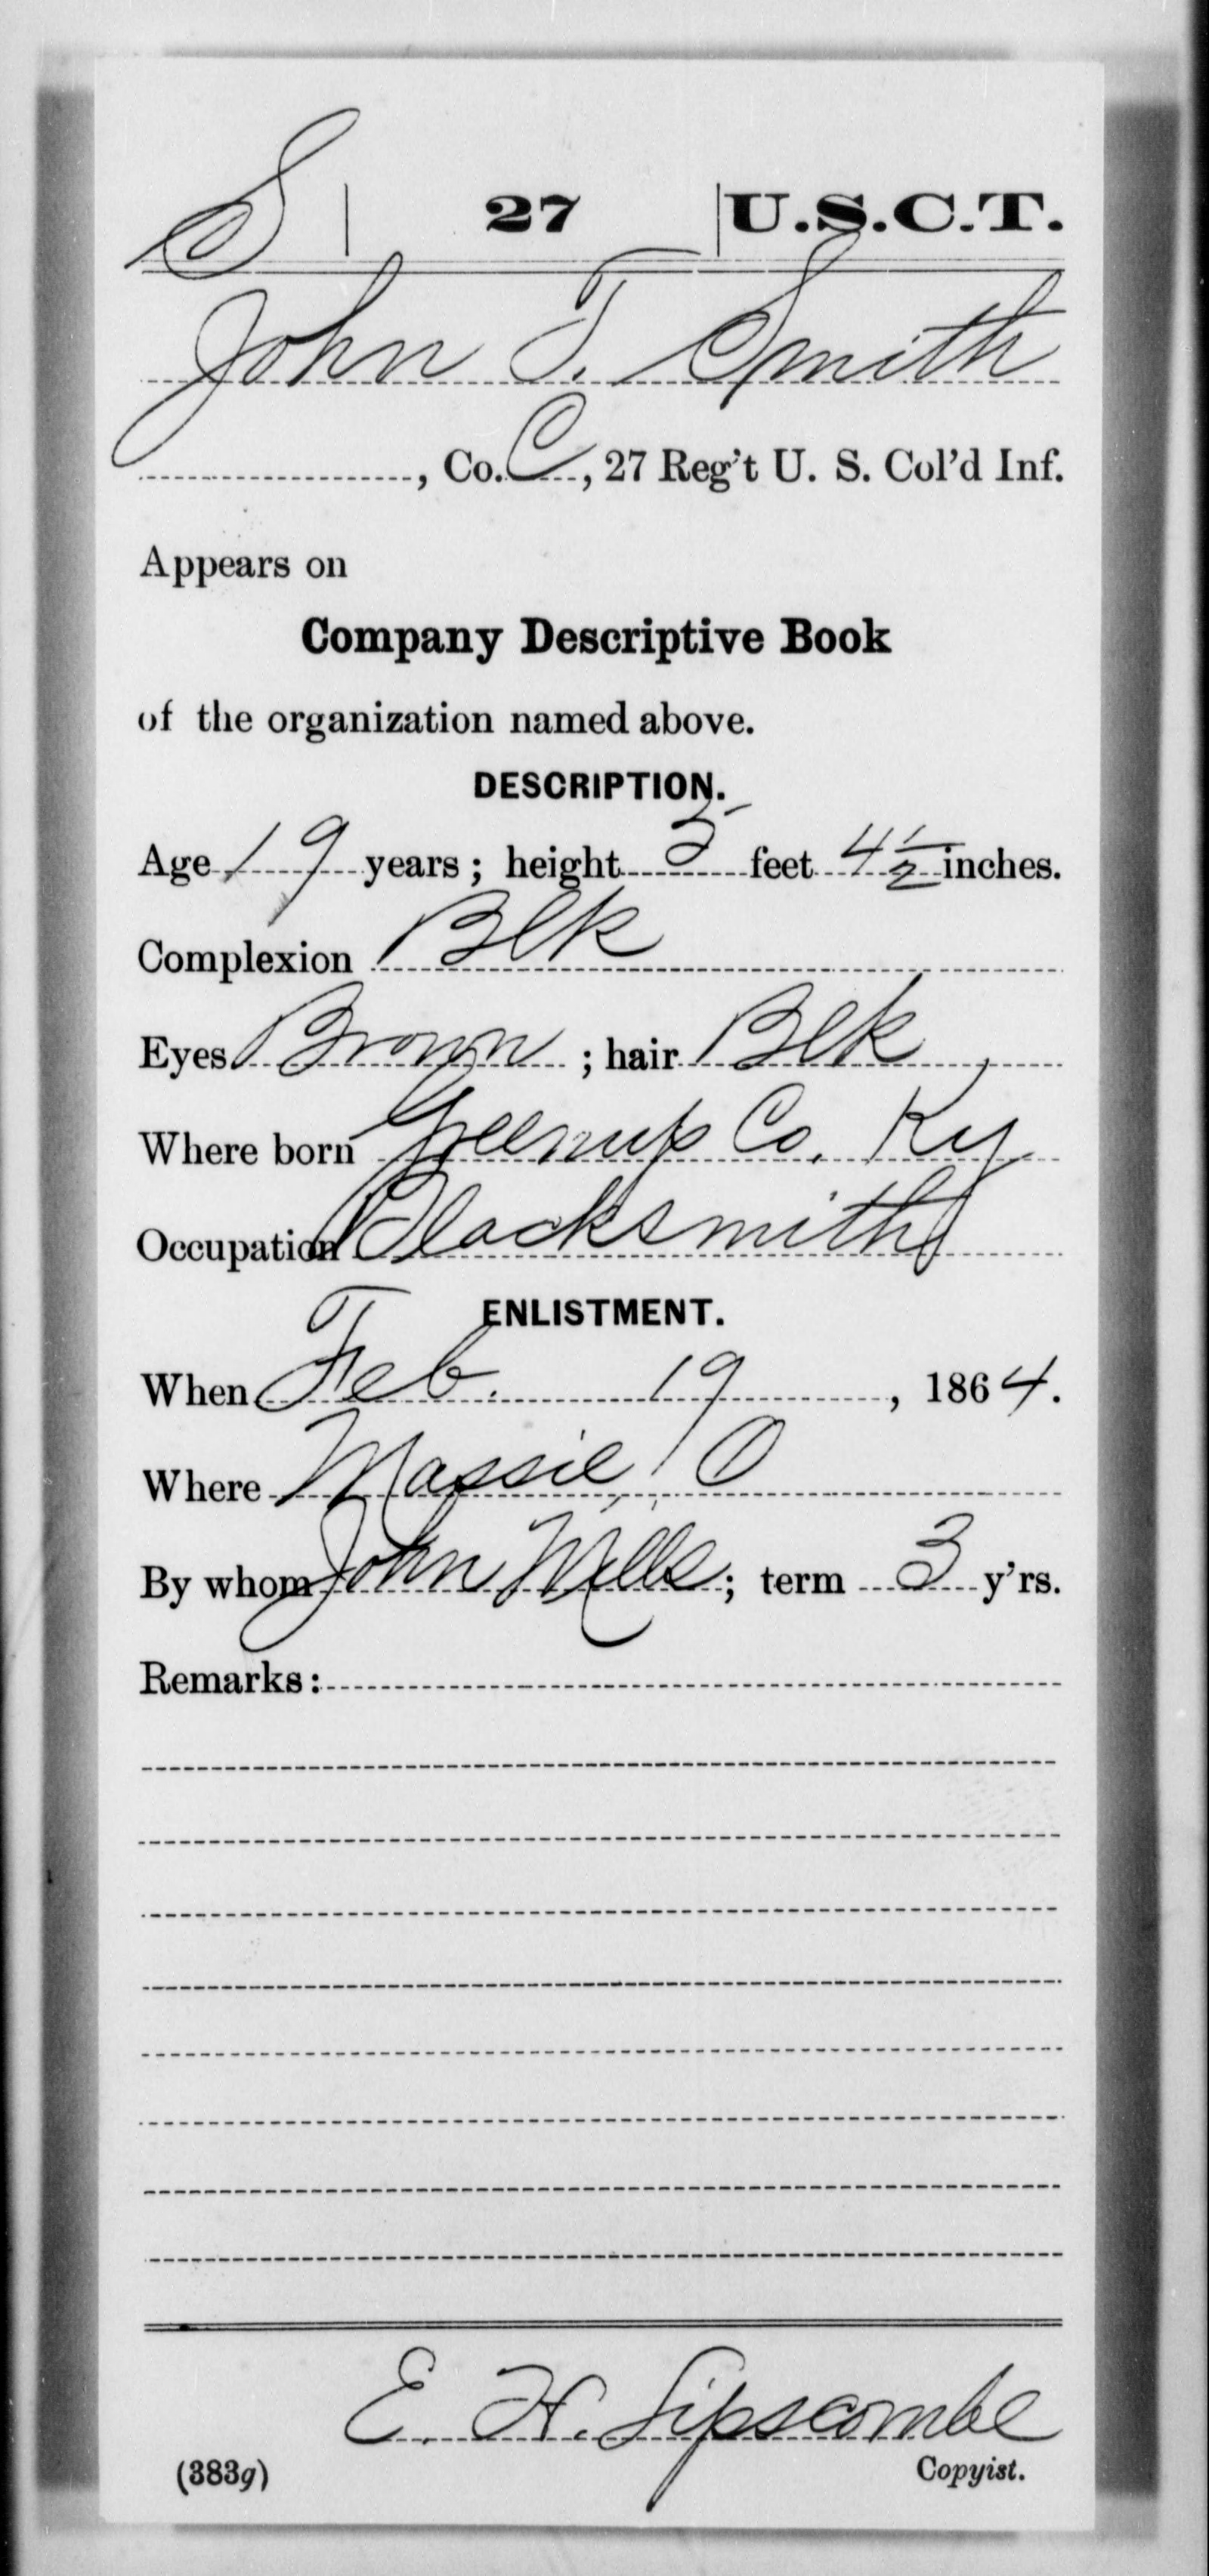 S | 27 | U.S.C.T.
John T. Smith
, Co. C, 27 Reg't U. S. Col'd Inf.
Appears on
Company Descriptive Book
of the organization named above.
DESCRIPTION.
Age 19 years; height 5 feet 4 1/2 inches.
Complexion Blk
Eyes Brown; hair Blk
Where born Greenup Co. Ky
Occupation Blacksmith
ENLISTMENT.
When Feb. 19, 1864.
Where Massie, O
By whom John Mills; term 3 y'rs.
Remarks:
E. H. Lipscombe
(383g) Copyist.